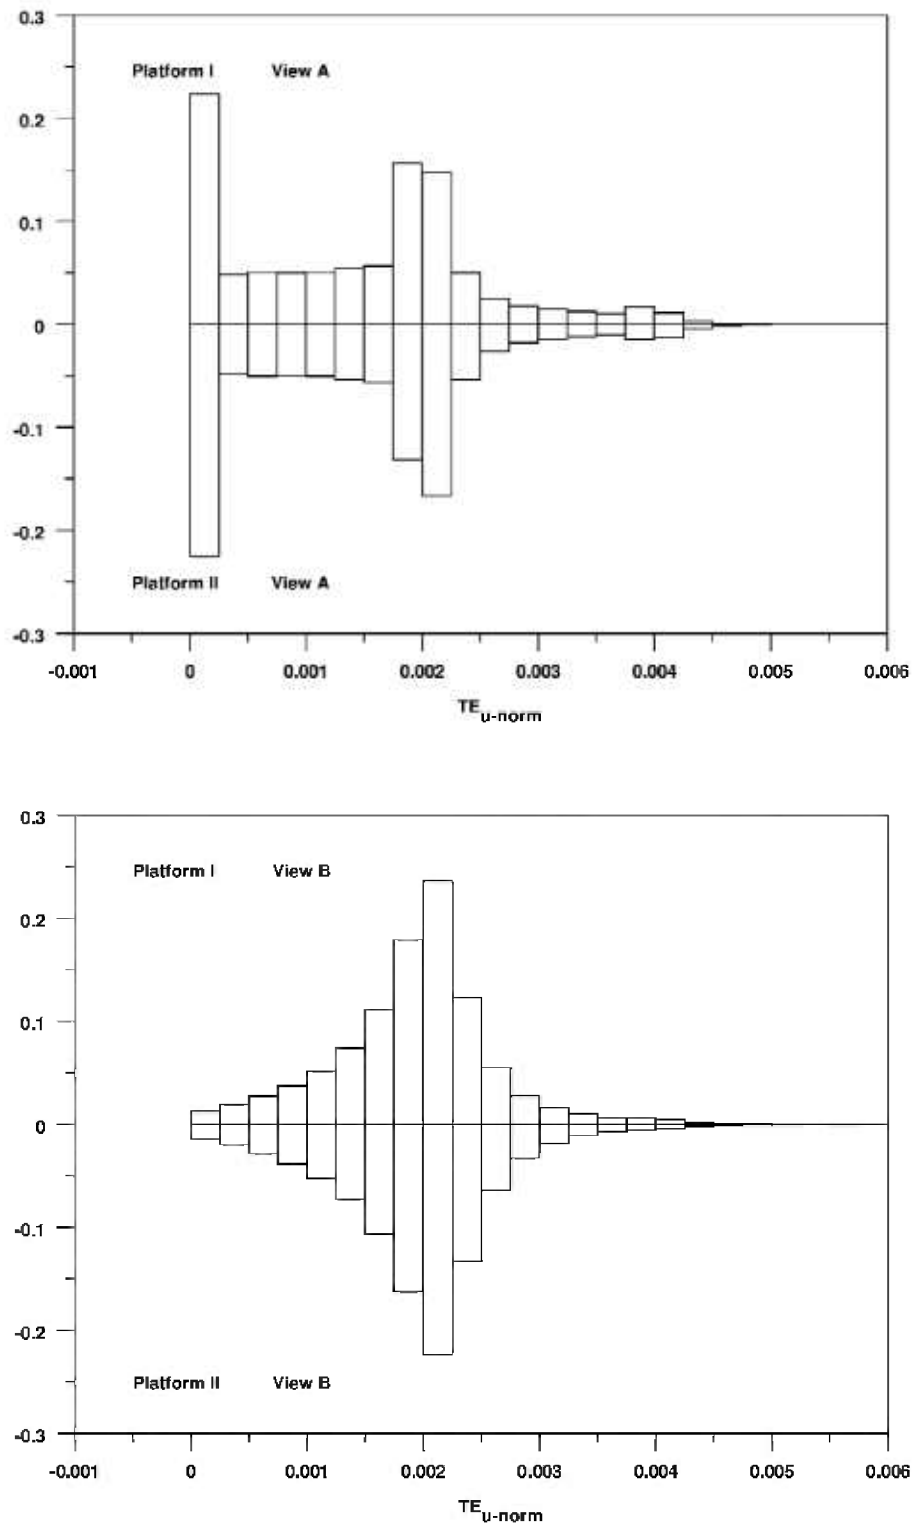 0.3
Platform I View A
0.2
0.1
0
-0.1
-0.2
Platform II View A
-0.3
-0.001 0 0.001 0.002 0.003 0.004 0.005 0.006
TEu-norm
0.3
Platform I View B
0.2
0.1
0
-0.1
-0.2
Platform II View B
-0.3
-0.001 0 0.001 0.002 0.003 0.004 0.005 0.006
TEu-norm